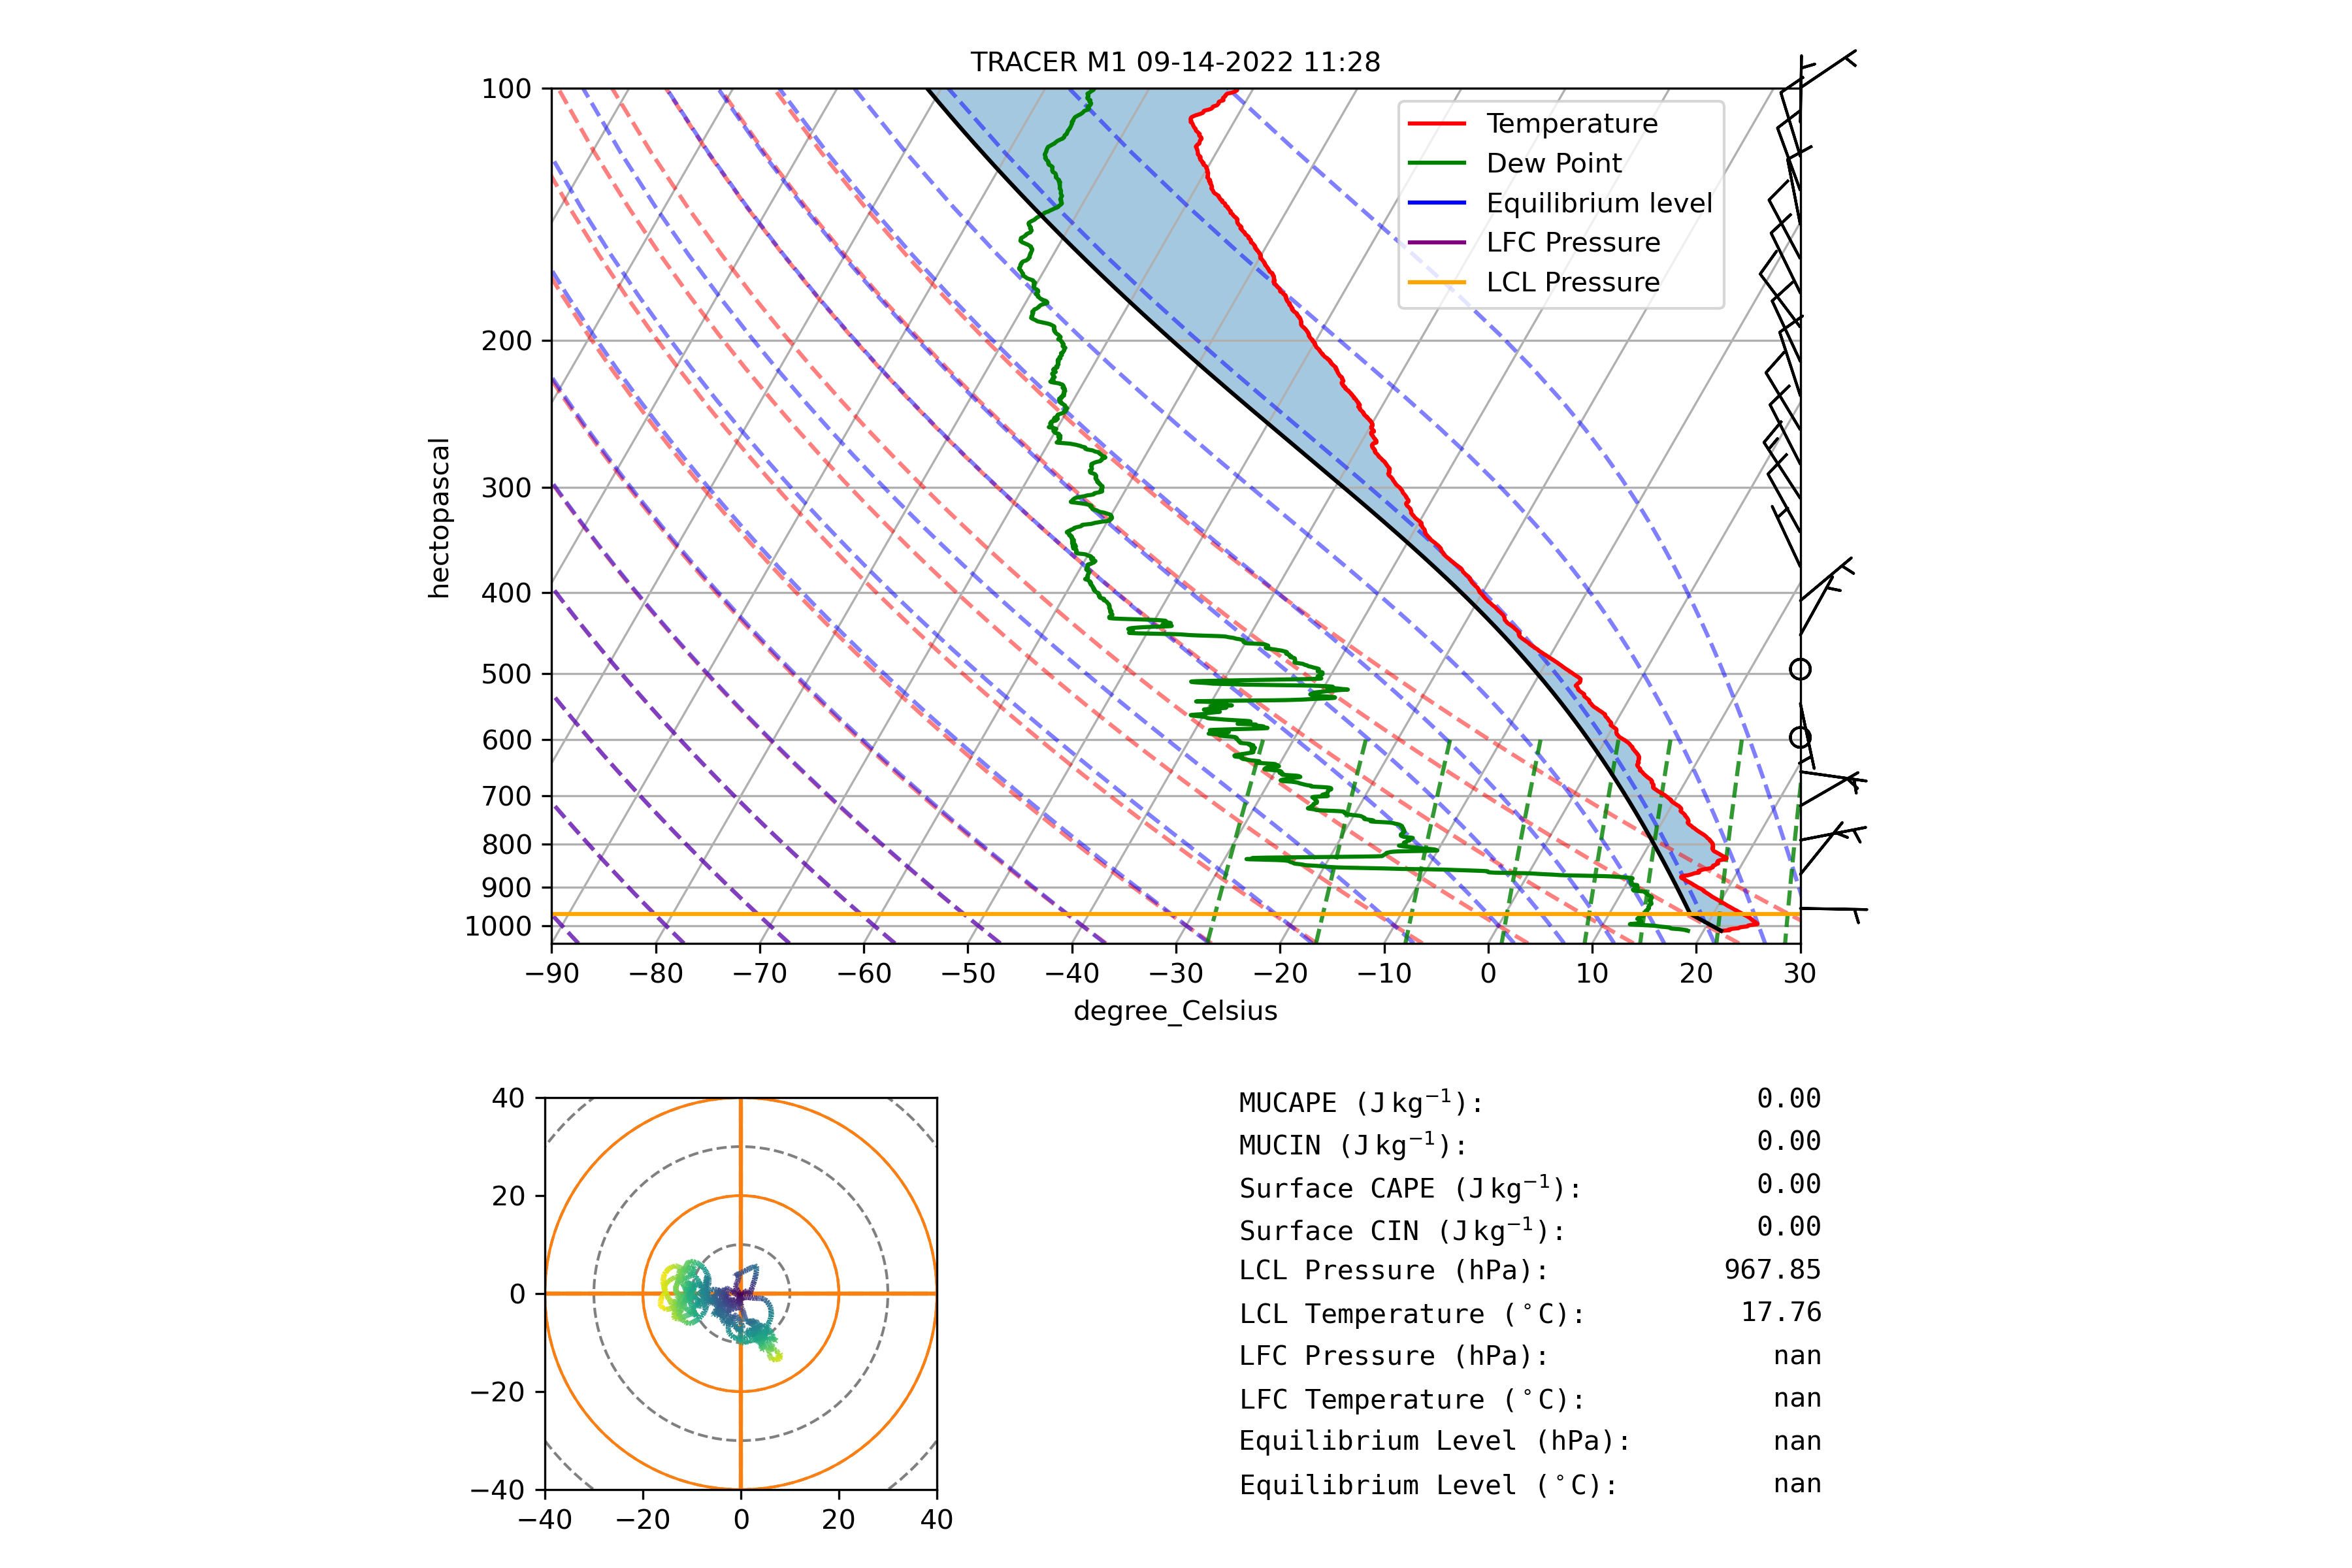 TRACER M1 09-14-2022 11:28
100
200
300
400
500
600
700
800
900
1000
hectopascal
Temperature
Dew Point
Equilibrium level
LFC Pressure
LCL Pressure
−90 −80 −70 −60 −50 −40 −30 −20 −10 0 10 20 30
degree_Celsius
40
20
0
−20
−40
−40 −20 0 20 40
MUCAPE (J kg⁻¹): 0.00
MUCIN (J kg⁻¹): 0.00
Surface CAPE (J kg⁻¹): 0.00
Surface CIN (J kg⁻¹): 0.00
LCL Pressure (hPa): 967.85
LCL Temperature (°C): 17.76
LFC Pressure (hPa): nan
LFC Temperature (°C): nan
Equilibrium Level (hPa): nan
Equilibrium Level (°C): nan